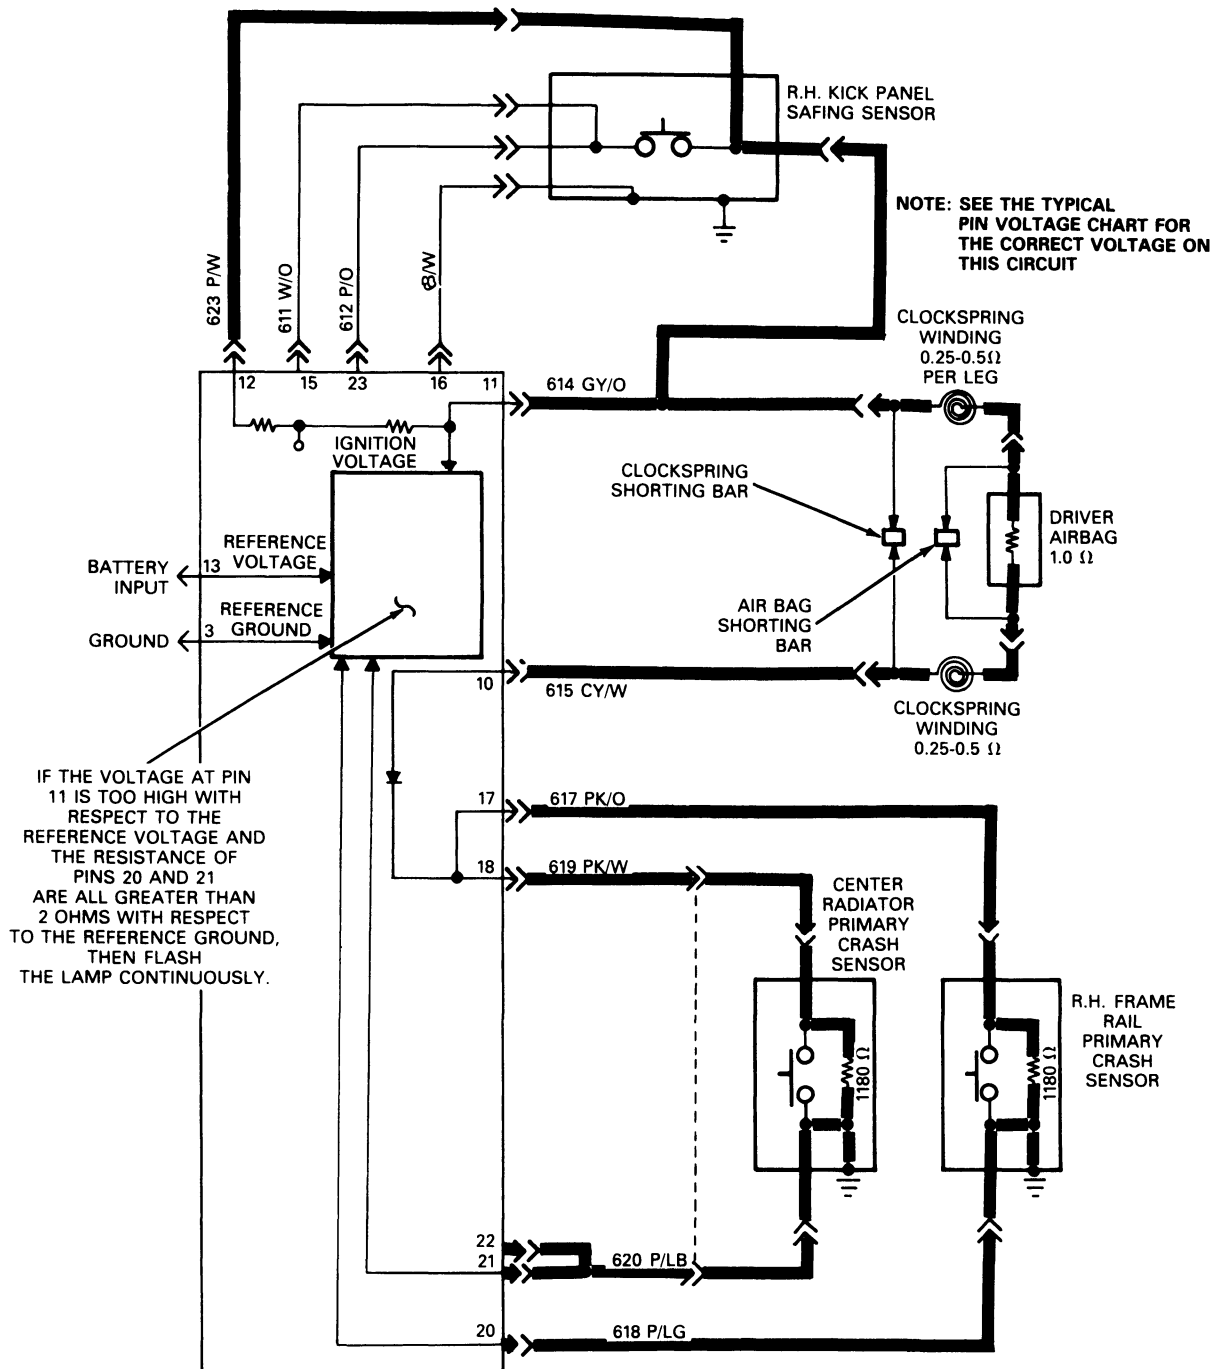 R.H. KICK PANEL
SAFING SENSOR
NOTE: SEE THE TYPICAL
PIN VOLTAGE CHART FOR
THE CORRECT VOLTAGE ON
THIS CIRCUIT
623 P/W
611 W/O
612 P/O
B/W
12
15
23
16
11
614 GY/O
CLOCKSPRING
WINDING
0.25-0.5Ω
PER LEG
IGNITION
VOLTAGE
CLOCKSPRING
SHORTING BAR
DRIVER
AIRBAG
1.0 Ω
REFERENCE
VOLTAGE
BATTERY
INPUT
13
REFERENCE
GROUND
GROUND
3
AIR BAG
SHORTING
BAR
10
615 CY/W
CLOCKSPRING
WINDING
0.25-0.5 Ω
IF THE VOLTAGE AT PIN
11 IS TOO HIGH WITH
RESPECT TO THE
REFERENCE VOLTAGE AND
THE RESISTANCE OF
PINS 20 AND 21
ARE ALL GREATER THAN
2 OHMS WITH RESPECT
TO THE REFERENCE GROUND,
THEN FLASH
THE LAMP CONTINUOUSLY.
17
617 PK/O
18
619 PK/W
CENTER
RADIATOR
PRIMARY
CRASH
SENSOR
R.H. FRAME
RAIL
PRIMARY
CRASH
SENSOR
1180 Ω
1180 Ω
22
21
620 P/LB
20
618 P/LG